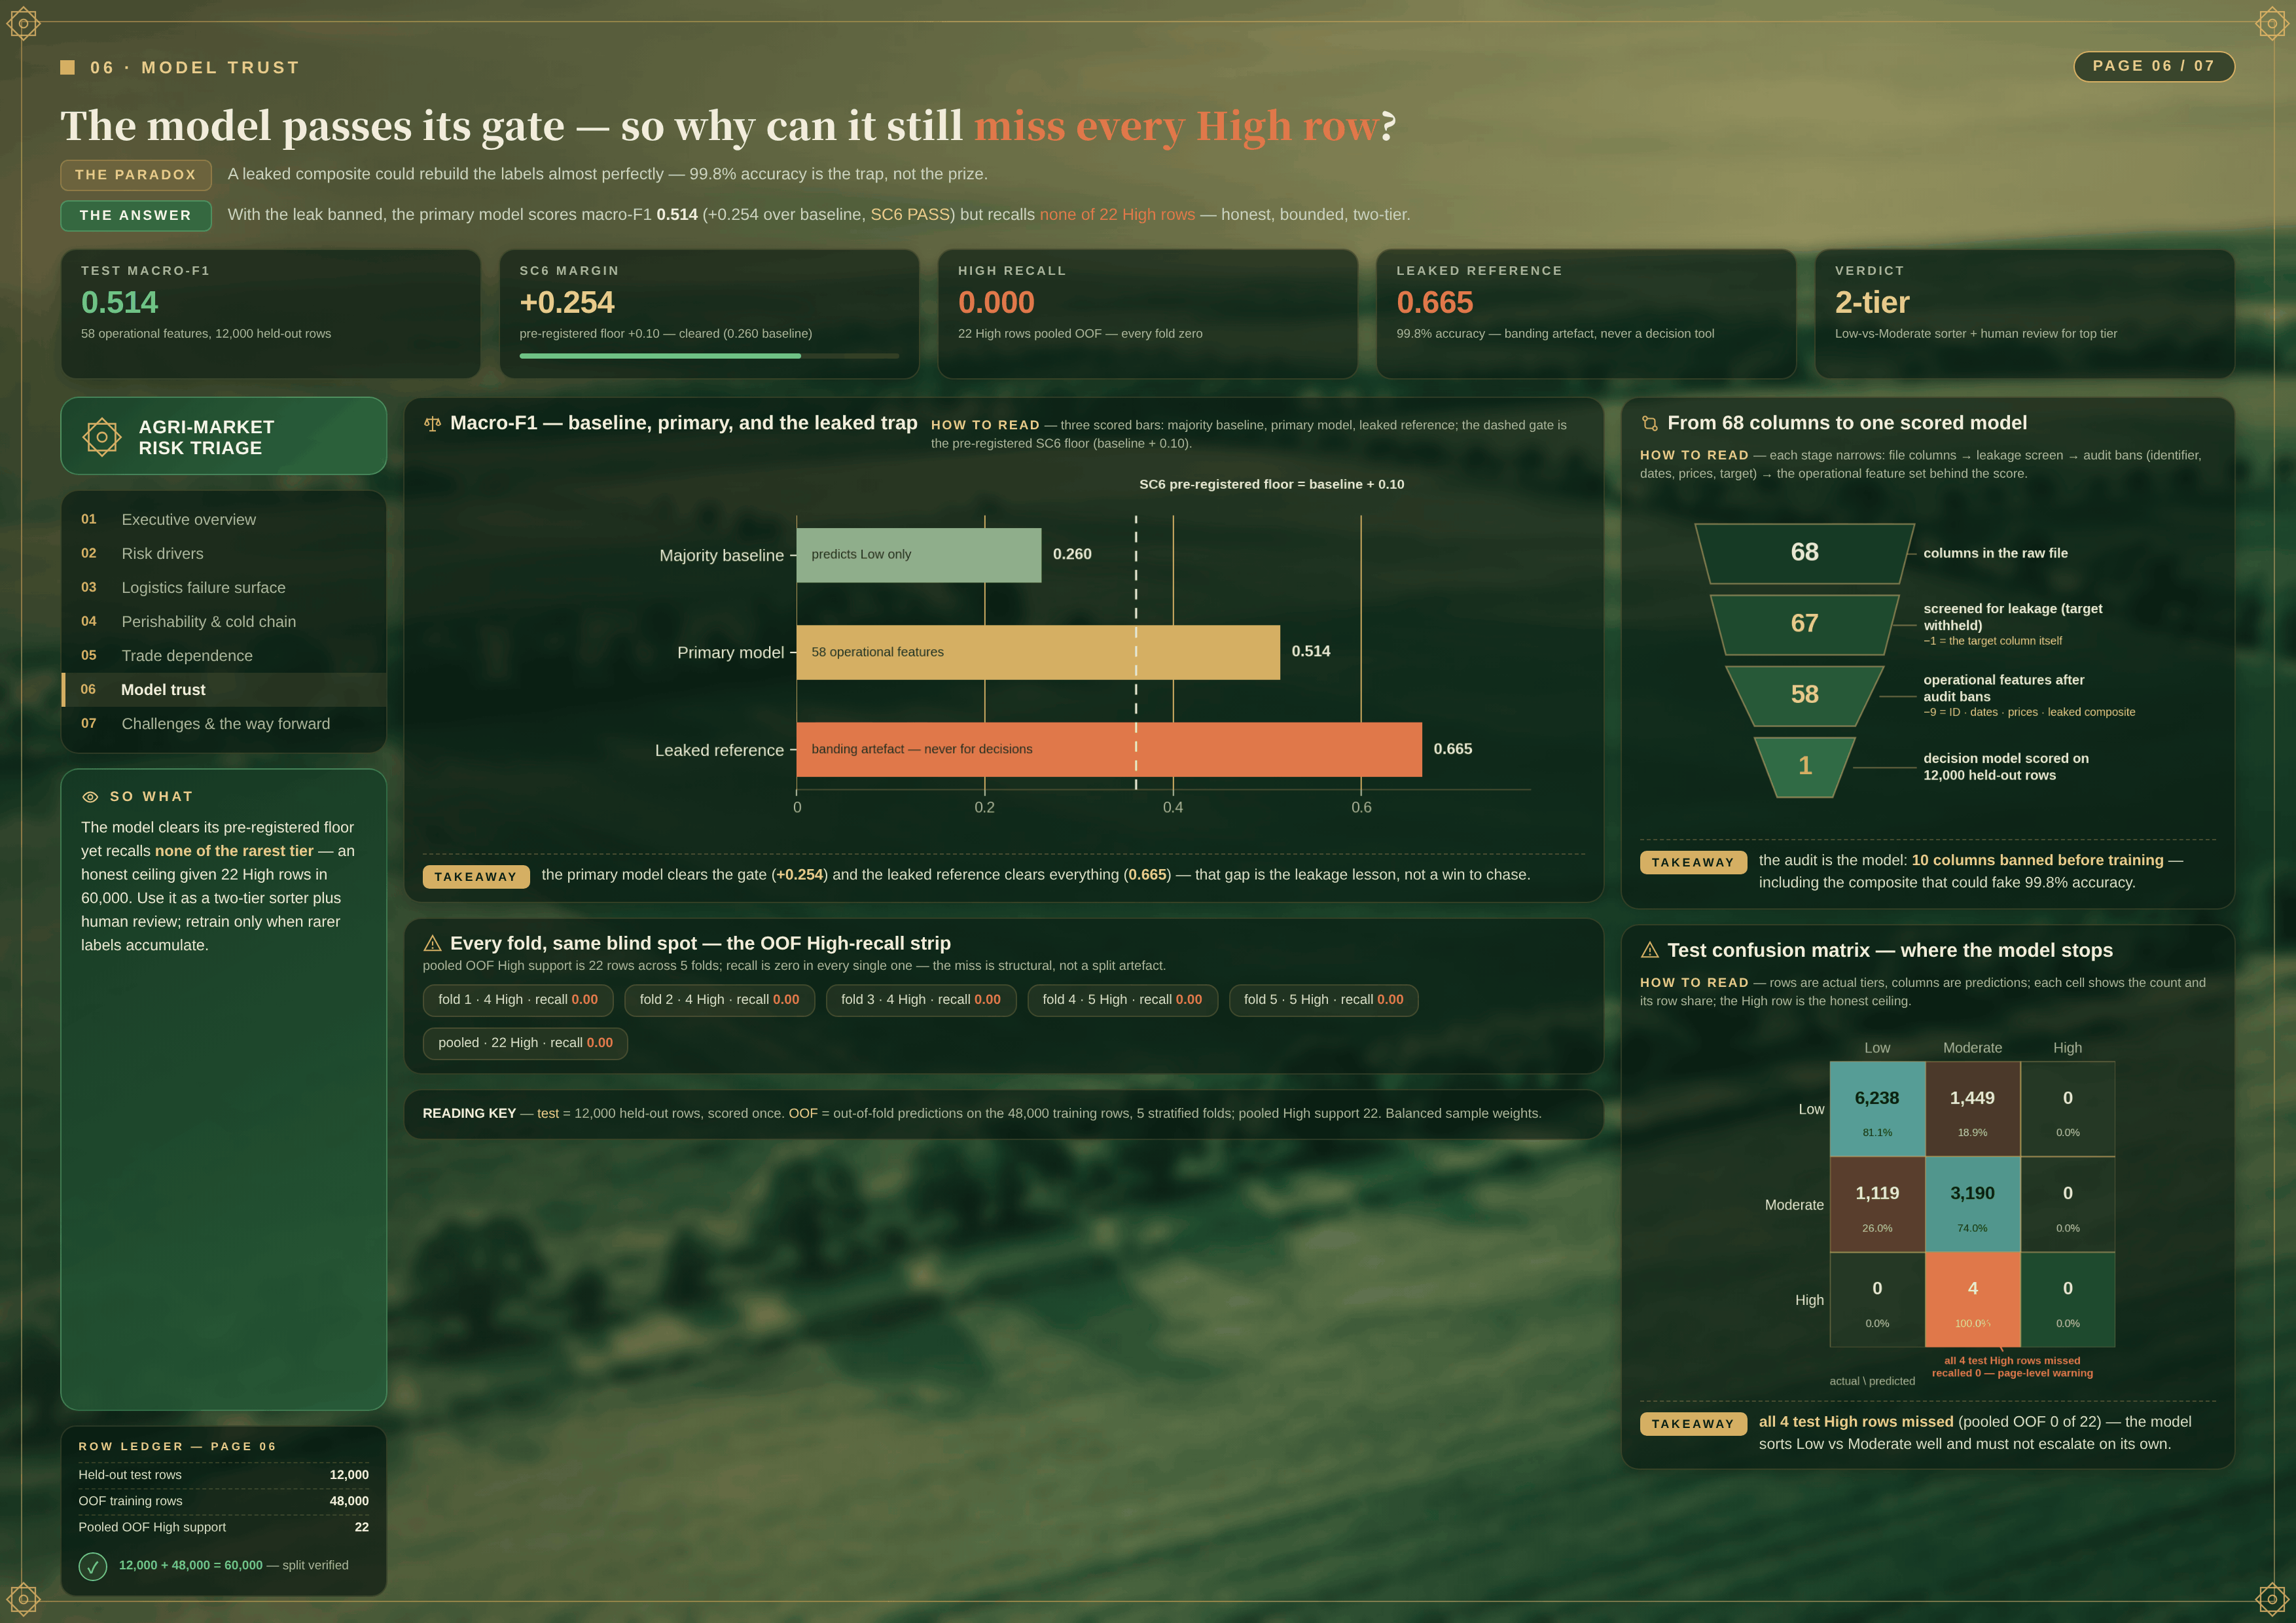 06 · MODEL TRUST
PAGE 06 / 07
The model passes its gate — so why can it still miss every High row?
THE PARADOX
A leaked composite could rebuild the labels almost perfectly — 99.8% accuracy is the trap, not the prize.
THE ANSWER
With the leak banned, the primary model scores macro-F1 0.514 (+0.254 over baseline, SC6 PASS) but recalls none of 22 High rows — honest, bounded, two-tier.
TEST MACRO-F1
0.514
58 operational features, 12,000 held-out rows
SC6 MARGIN
+0.254
pre-registered floor +0.10 — cleared (0.260 baseline)
HIGH RECALL
0.000
22 High rows pooled OOF — every fold zero
LEAKED REFERENCE
0.665
99.8% accuracy — banding artefact, never a decision tool
VERDICT
2-tier
Low-vs-Moderate sorter + human review for top tier
AGRI-MARKET
RISK TRIAGE
01 Executive overview
02 Risk drivers
03 Logistics failure surface
04 Perishability & cold chain
05 Trade dependence
06 Model trust
07 Challenges & the way forward
SO WHAT
The model clears its pre-registered floor
yet recalls none of the rarest tier — an
honest ceiling given 22 High rows in
60,000. Use it as a two-tier sorter plus
human review; retrain only when rarer
labels accumulate.
ROW LEDGER — PAGE 06
Held-out test rows 12,000
OOF training rows 48,000
Pooled OOF High support 22
✓ 12,000 + 48,000 = 60,000 — split verified
Macro-F1 — baseline, primary, and the leaked trap
HOW TO READ — three scored bars: majority baseline, primary model, leaked reference; the dashed gate is
the pre-registered SC6 floor (baseline + 0.10).
SC6 pre-registered floor = baseline + 0.10
Majority baseline
predicts Low only
0.260
Primary model
58 operational features
0.514
Leaked reference
banding artefact — never for decisions
0.665
0 0.2 0.4 0.6
TAKEAWAY
the primary model clears the gate (+0.254) and the leaked reference clears everything (0.665) — that gap is the leakage lesson, not a win to chase.
Every fold, same blind spot — the OOF High-recall strip
pooled OOF High support is 22 rows across 5 folds; recall is zero in every single one — the miss is structural, not a split artefact.
fold 1 · 4 High · recall 0.00
fold 2 · 4 High · recall 0.00
fold 3 · 4 High · recall 0.00
fold 4 · 5 High · recall 0.00
fold 5 · 5 High · recall 0.00
pooled · 22 High · recall 0.00
READING KEY — test = 12,000 held-out rows, scored once. OOF = out-of-fold predictions on the 48,000 training rows, 5 stratified folds; pooled High support 22. Balanced sample weights.
From 68 columns to one scored model
HOW TO READ — each stage narrows: file columns → leakage screen → audit bans (identifier,
dates, prices, target) → the operational feature set behind the score.
68
columns in the raw file
67
screened for leakage (target
withheld)
−1 = the target column itself
58
operational features after
audit bans
−9 = ID · dates · prices · leaked composite
1
decision model scored on
12,000 held-out rows
TAKEAWAY
the audit is the model: 10 columns banned before training —
including the composite that could fake 99.8% accuracy.
Test confusion matrix — where the model stops
HOW TO READ — rows are actual tiers, columns are predictions; each cell shows the count and
its row share; the High row is the honest ceiling.
Low Moderate High
Low
6,238 1,449 0
81.1% 18.9% 0.0%
Moderate
1,119 3,190 0
26.0% 74.0% 0.0%
High
0 4 0
0.0% 100.0% 0.0%
all 4 test High rows missed
recalled 0 — page-level warning
actual \ predicted
TAKEAWAY
all 4 test High rows missed (pooled OOF 0 of 22) — the model
sorts Low vs Moderate well and must not escalate on its own.